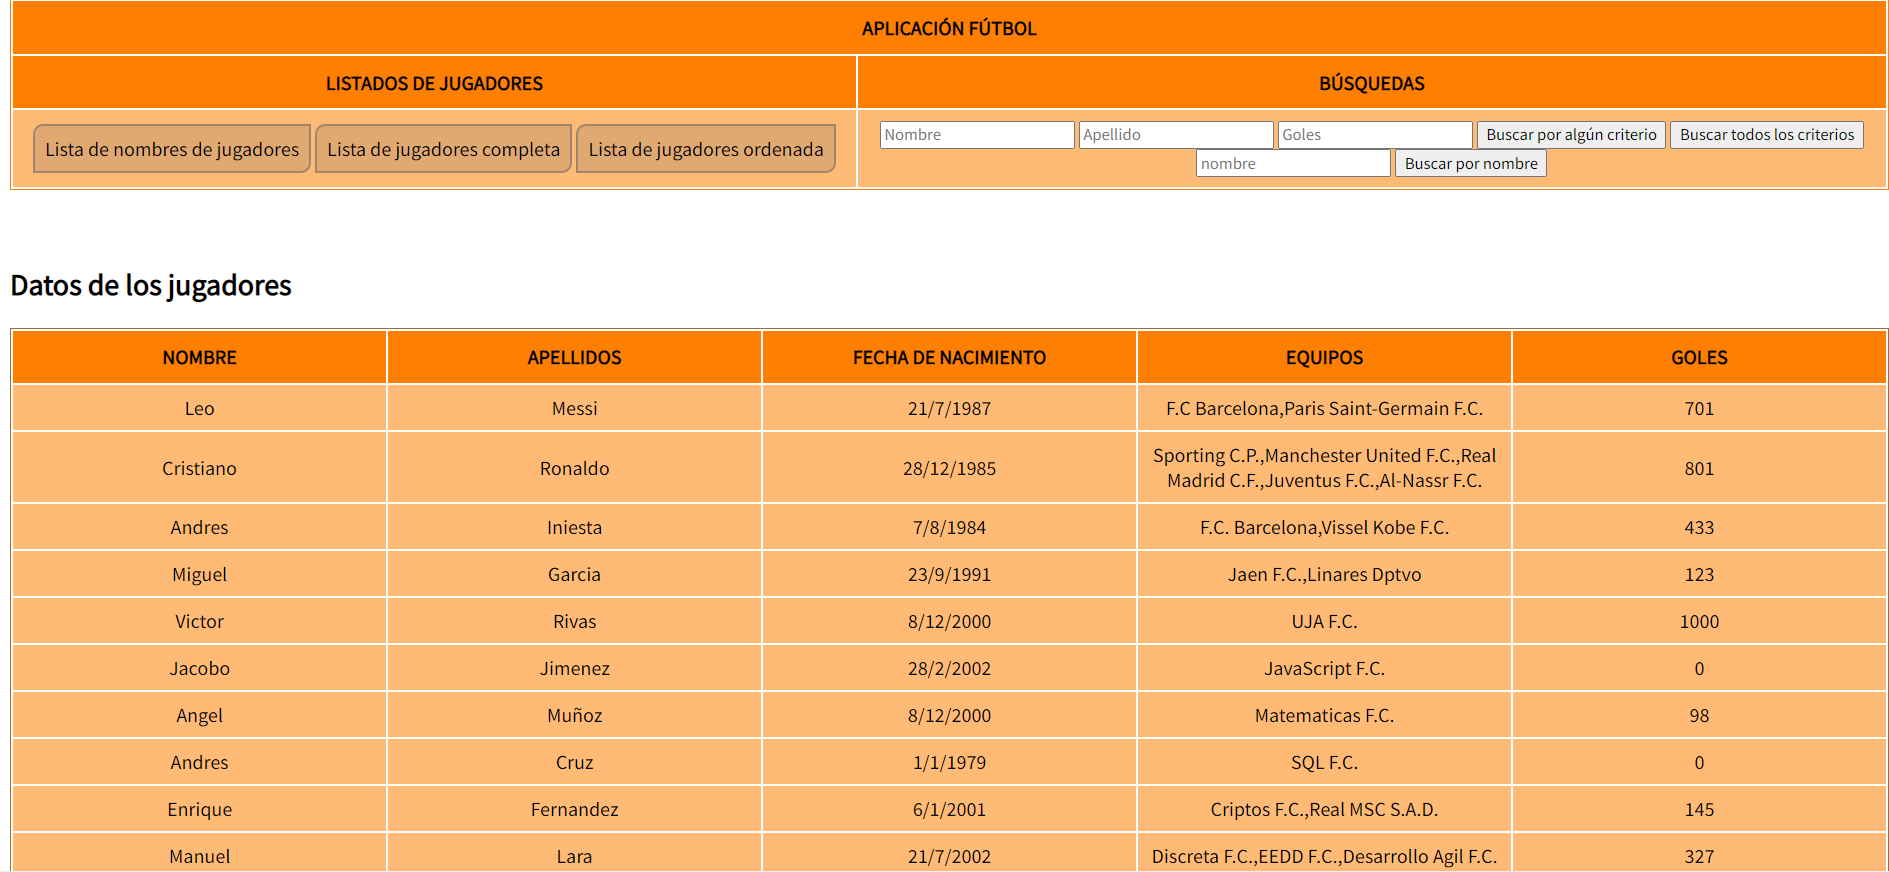 APLICACIÓN FÚTBOL
LISTADOS DE JUGADORES BÚSQUEDAS
Lista de nombres de jugadores Lista de jugadores completa Lista de jugadores ordenada
Nombre Apellido Goles Buscar por algún criterio Buscar todos los criterios
nombre Buscar por nombre
Datos de los jugadores
NOMBRE APELLIDOS FECHA DE NACIMIENTO EQUIPOS GOLES
Leo Messi 21/7/1987 F.C Barcelona,Paris Saint-Germain F.C. 701
Cristiano Ronaldo 28/12/1985 Sporting C.P.,Manchester United F.C.,Real
Madrid C.F.,Juventus F.C.,Al-Nassr F.C. 801
Andres Iniesta 7/8/1984 F.C. Barcelona,Vissel Kobe F.C. 433
Miguel Garcia 23/9/1991 Jaen F.C.,Linares Dptvo 123
Victor Rivas 8/12/2000 UJA F.C. 1000
Jacobo Jimenez 28/2/2002 JavaScript F.C. 0
Angel Muñoz 8/12/2000 Matematicas F.C. 98
Andres Cruz 1/1/1979 SQL F.C. 0
Enrique Fernandez 6/1/2001 Criptos F.C.,Real MSC S.A.D. 145
Manuel Lara 21/7/2002 Discreta F.C.,EEDD F.C.,Desarrollo Agil F.C. 327